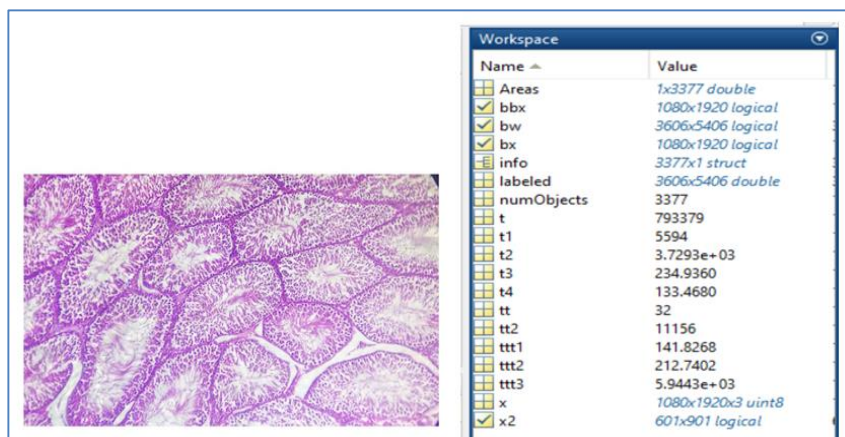 Workspace
Name Value
Areas 1x3377 double
bbx 1080x1920 logical
bw 3606x5406 logical
bx 1080x1920 logical
info 3377x1 struct
labeled 3606x5406 double
numObjects 3377
t 793379
t1 5594
t2 3.7293e+03
t3 234.9360
t4 133.4680
tt 32
tt2 11156
ttt1 141.8268
ttt2 212.7402
ttt3 5.9443e+03
x 1080x1920x3 uint8
x2 601x901 logical